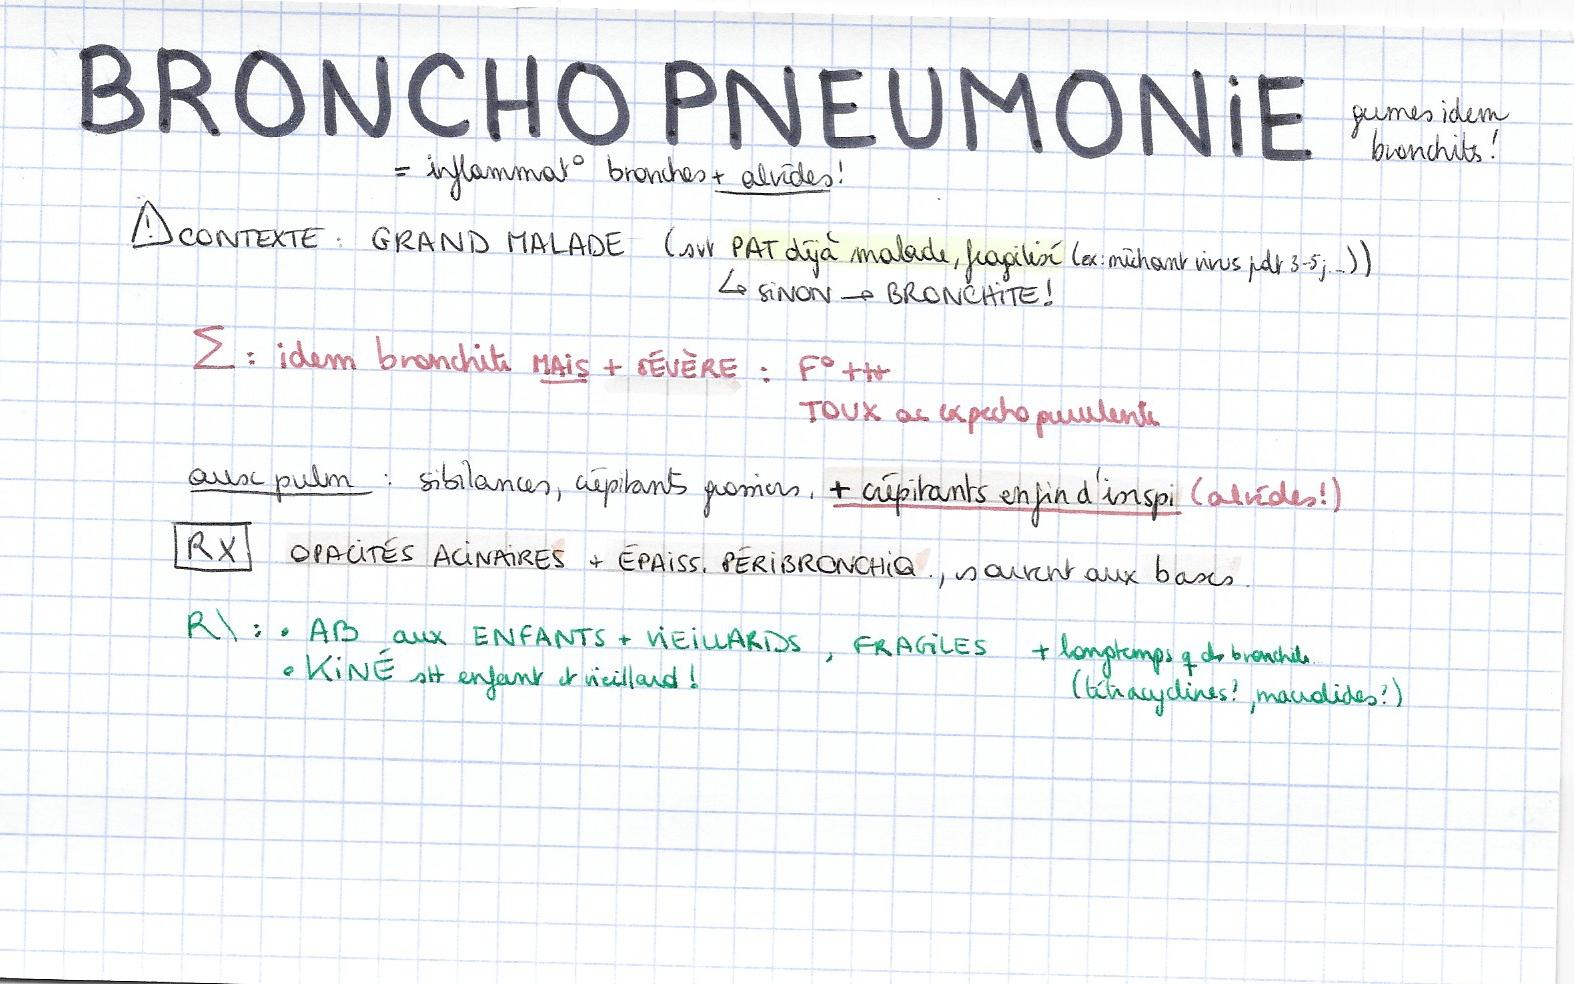 BRONCHOPNEUMONIE
germes idem
bronchite!
= inflammat° bronches + alvéoles!
⚠ CONTEXTE : GRAND MALADE (sur PAT déjà malade, fragilisé (ex: méchant virus pdt 3-5j...))
↳ SINON → BRONCHITE!
Σ : idem bronchite MAIS + SÉVÈRE : F° +++
TOUX ac expecto purulente
ausc pulm : sibilances, crépitants grossiers, + crépitants en fin d'inspi (alvéoles!)
RX OPACITÉS ACINAIRES + ÉPAISS. PÉRIBRONCHIQ., souvent aux bases.
R\ : • AB aux ENFANTS + VIEILLARDS, FRAGILES + longtemps q ds bronchite
(tétracyclines?, macrolides?)
• KINÉ stt enfant et vieillard!